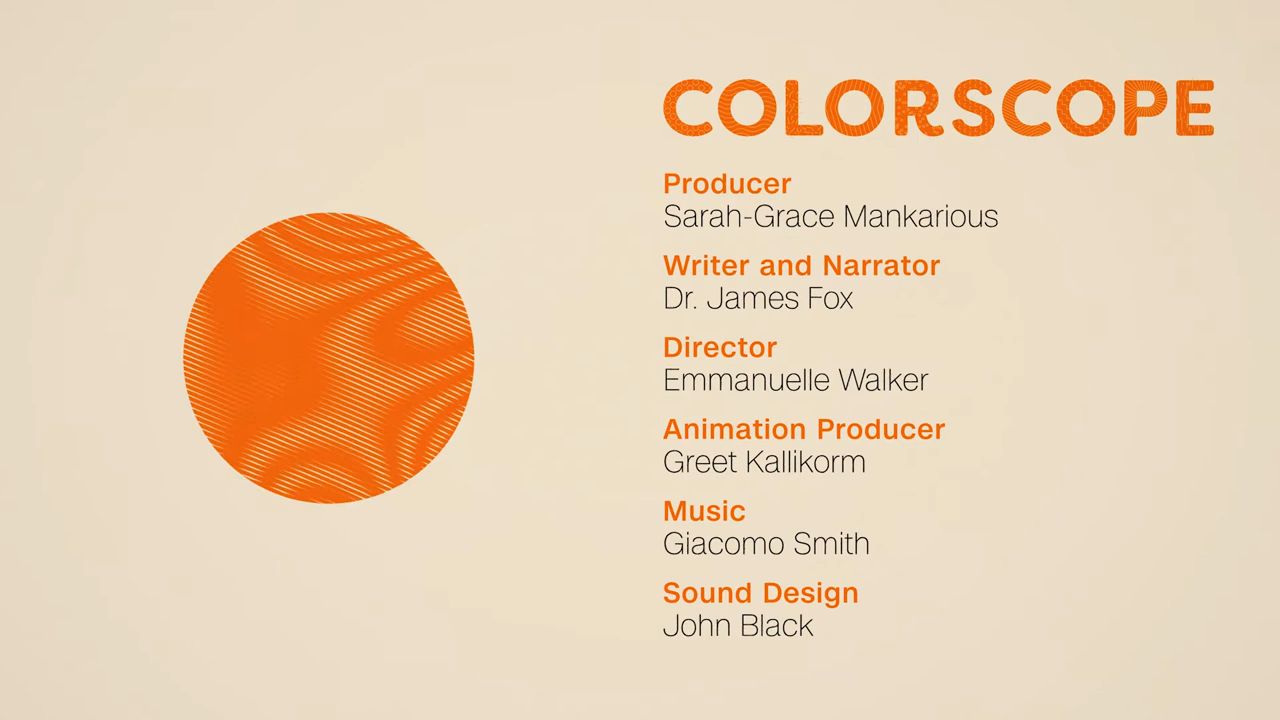 COLORSCOPE
Producer
Sarah-Grace Mankarious
Writer and Narrator
Dr. James Fox
Director
Emmanuelle Walker
Animation Producer
Greet Kallikorm
Music
Giacomo Smith
Sound Design
John Black